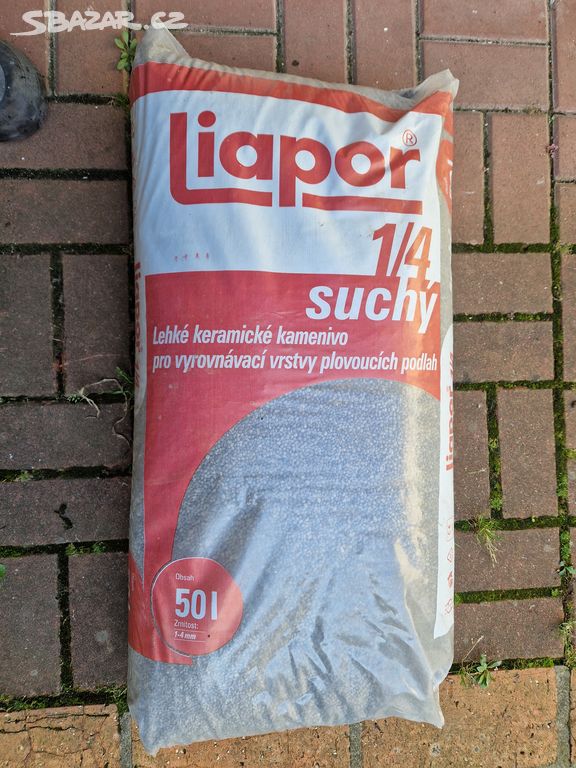 SBAZAR.CZ
Liapor®
1/4
suchý
Lehké keramické kamenivo
pro vyrovnávací vrstvy plovoucích podlah
Obsah
50 l
Zrnitost:
1-4 mm